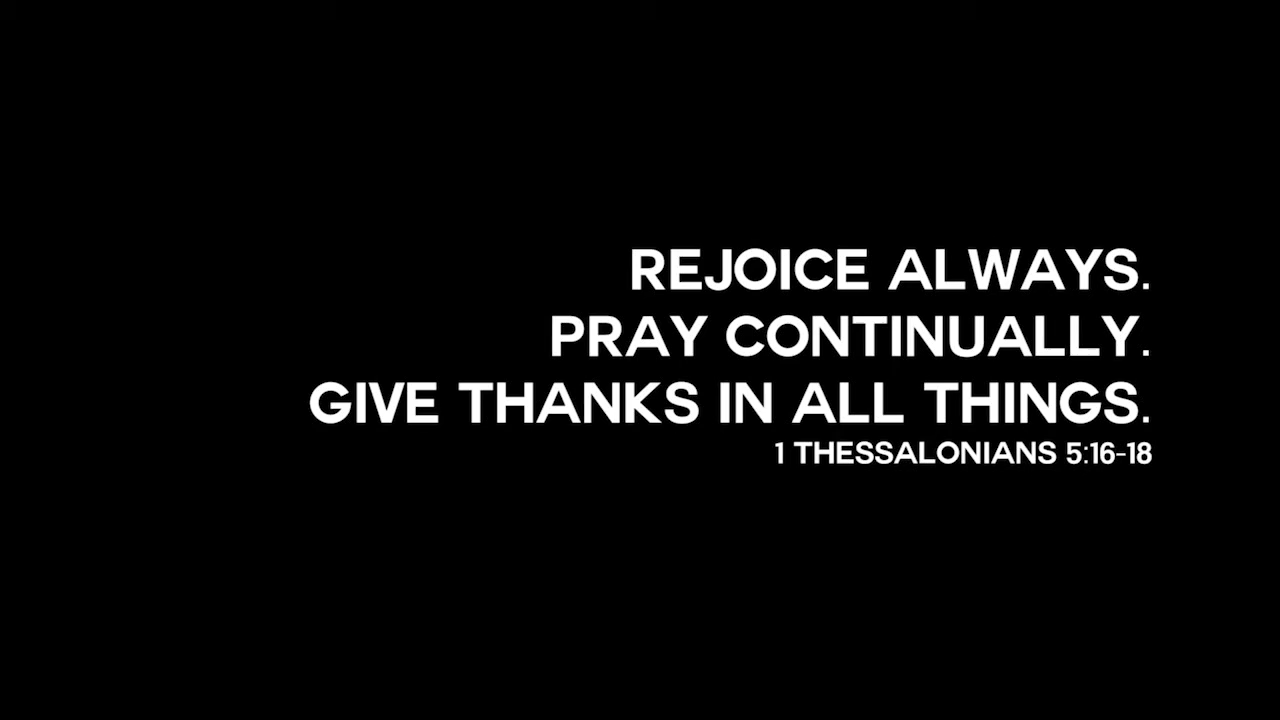 REJOICE ALWAYS.
PRAY CONTINUALLY.
GIVE THANKS IN ALL THINGS.
1 THESSALONIANS 5:16-18